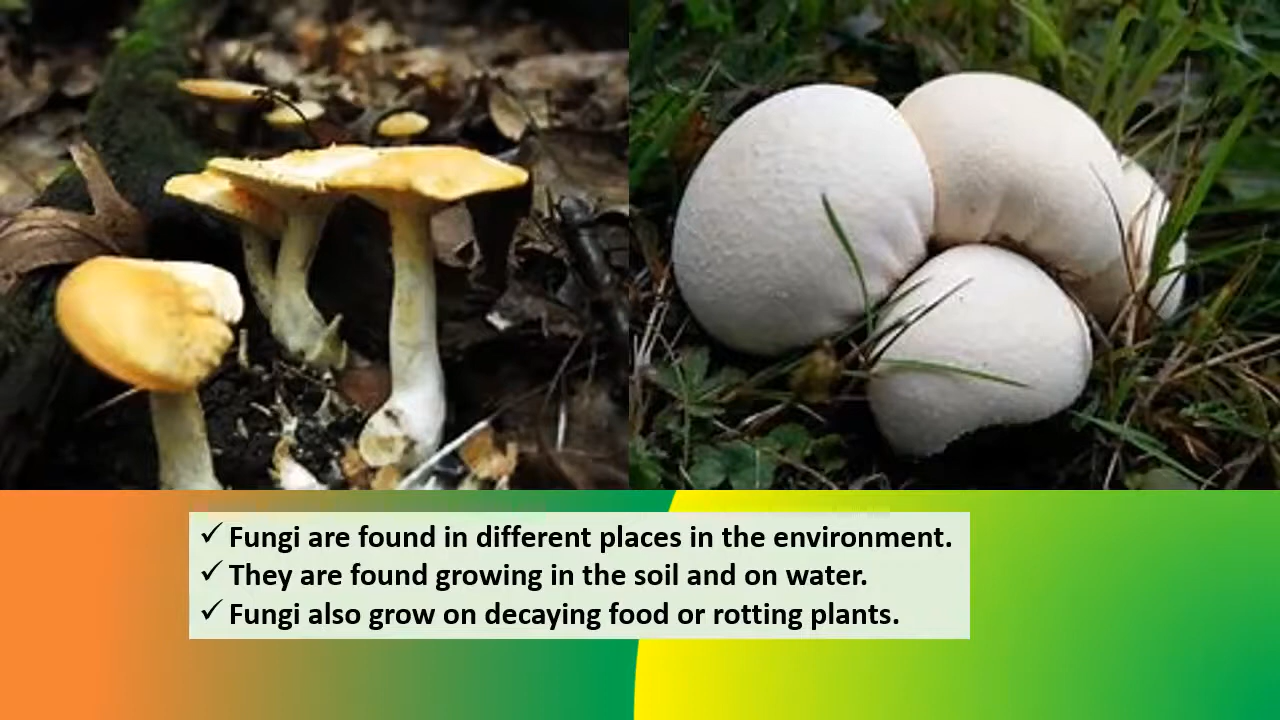 ✓ Fungi are found in different places in the environment.
✓ They are found growing in the soil and on water.
✓ Fungi also grow on decaying food or rotting plants.